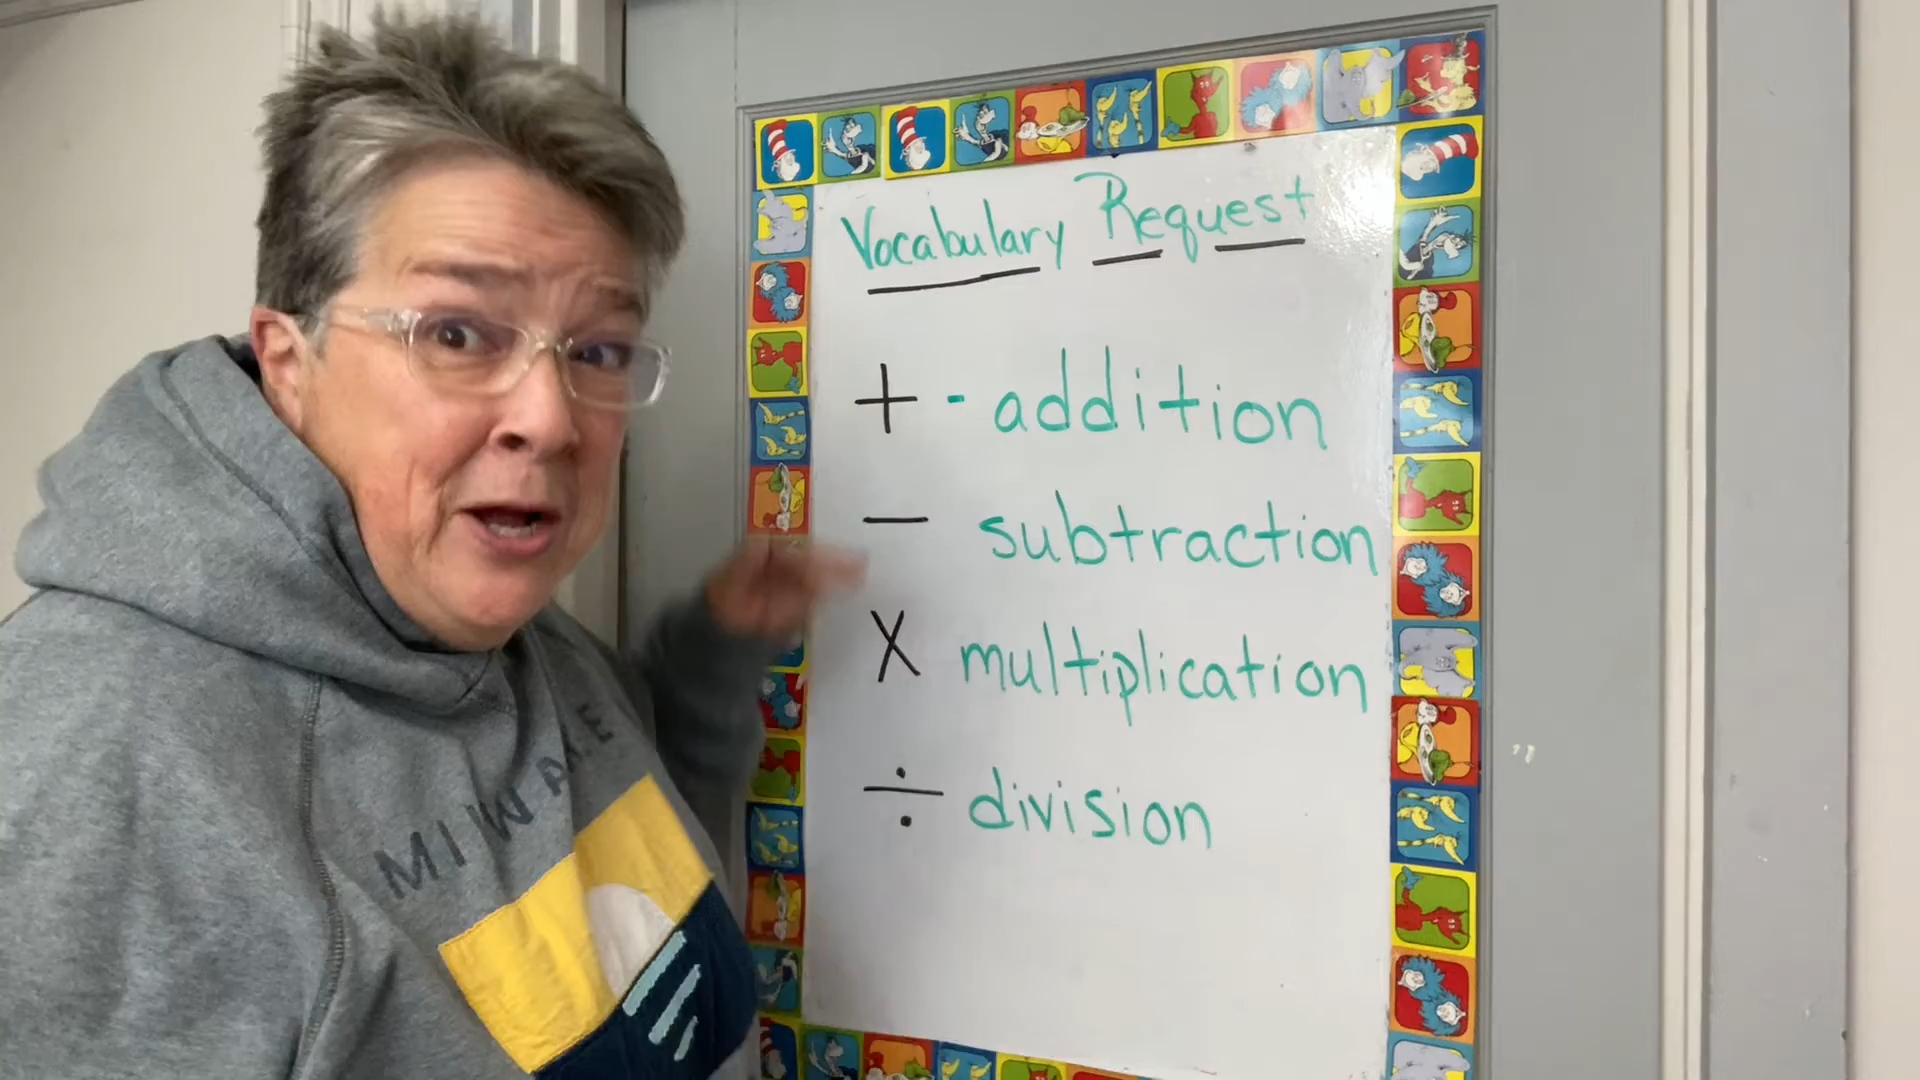 Vocabulary Request
+ - addition
— subtraction
X multiplication
÷ division